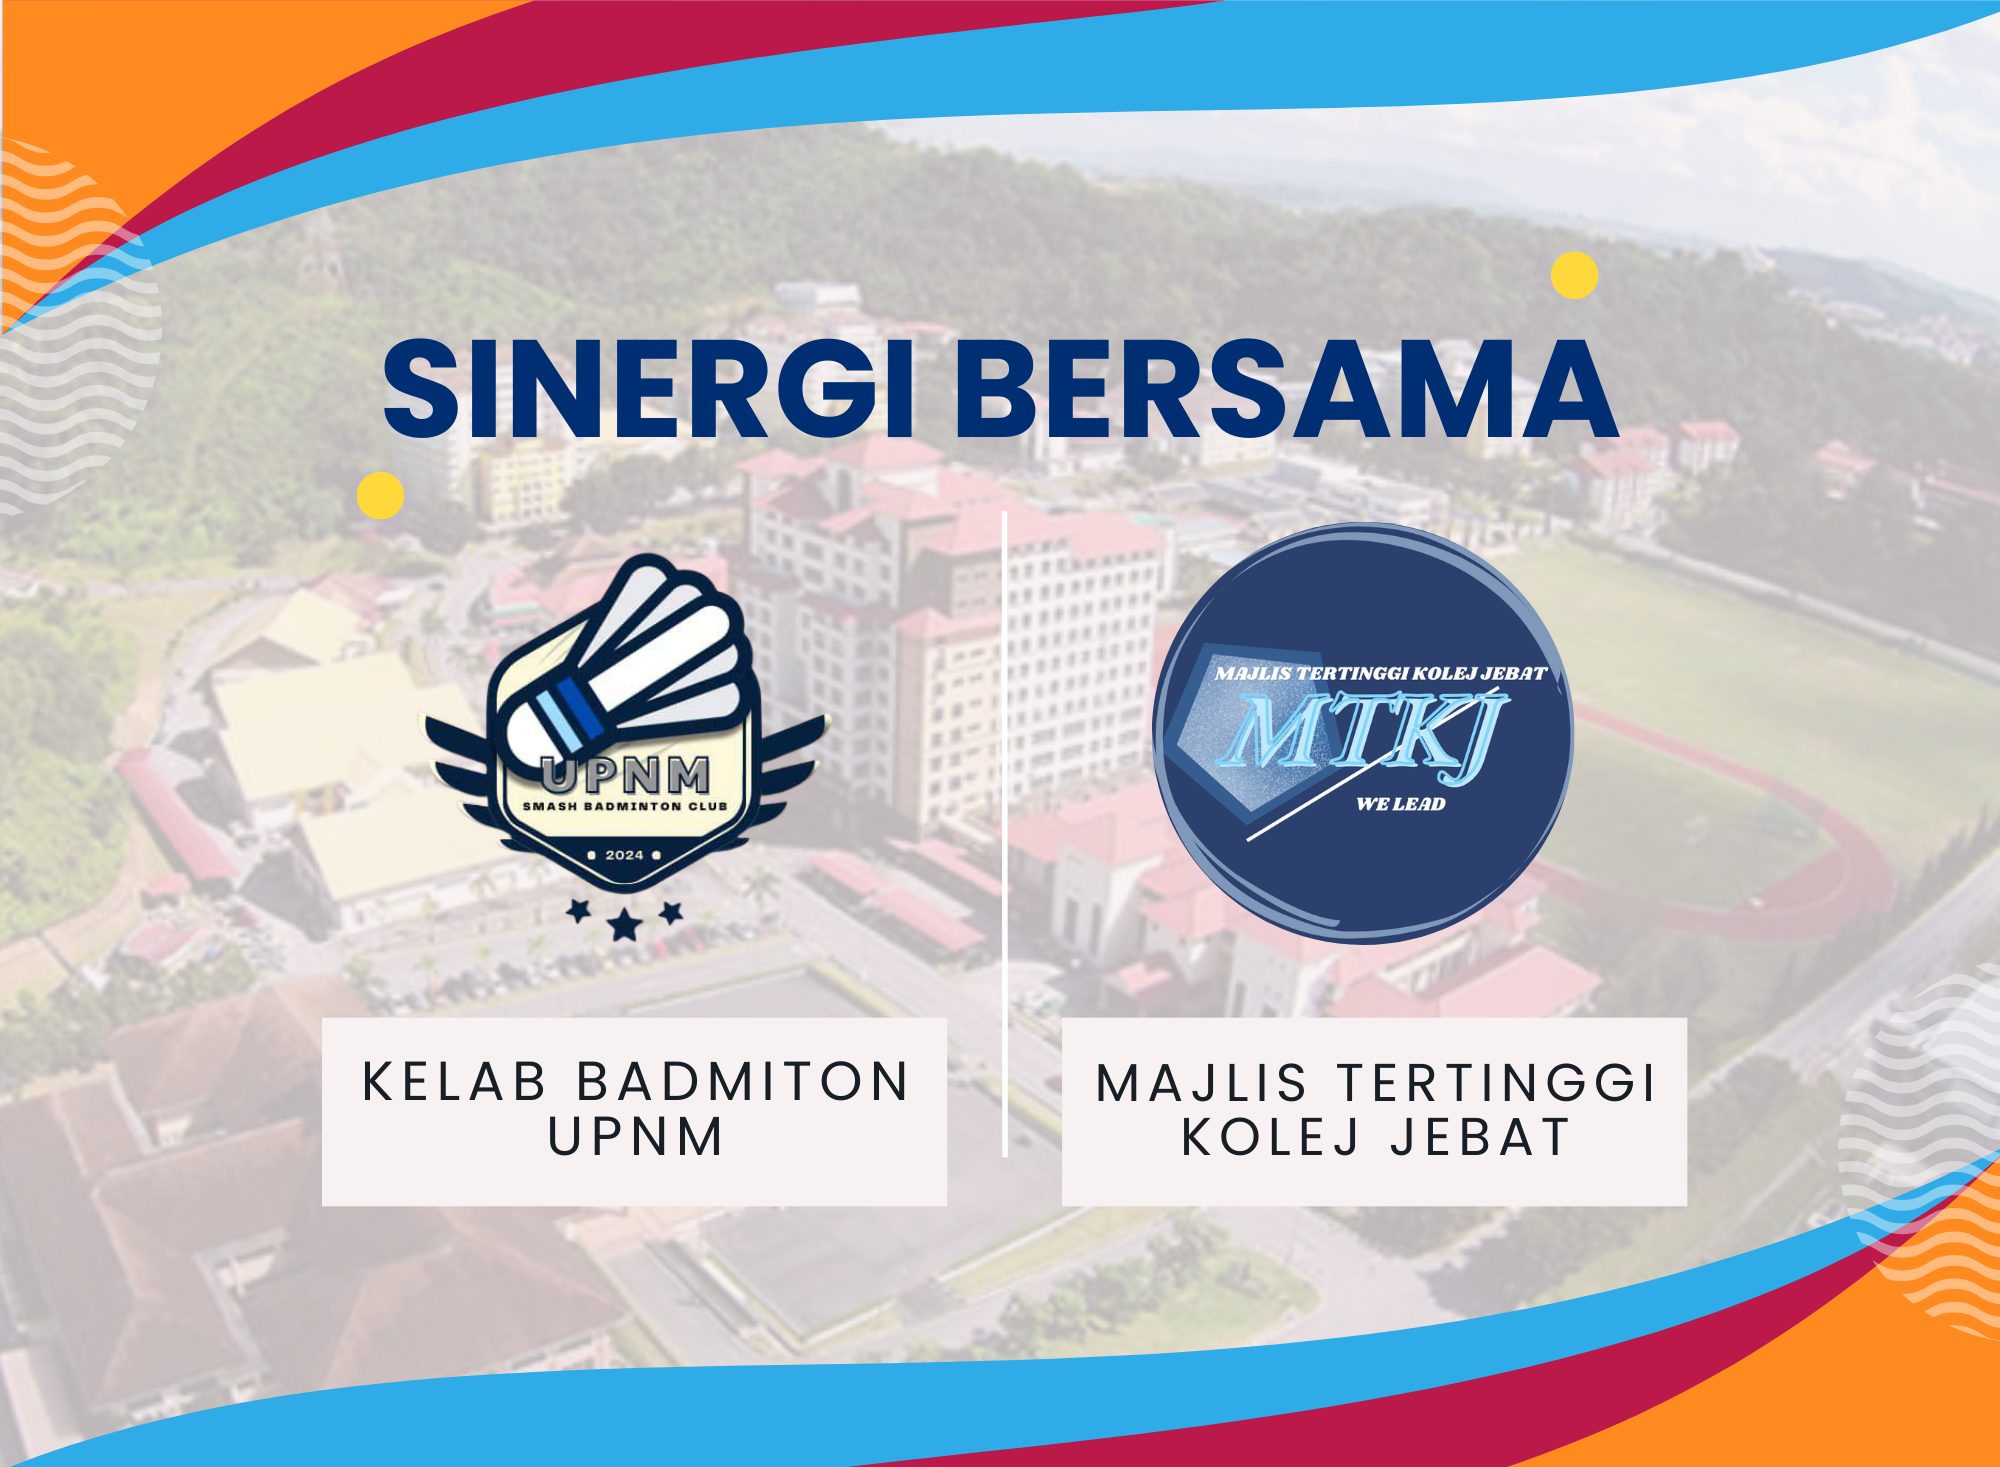 SINERGI BERSAMA
UPNM
SMASH BADMINTON CLUB
2024
MAJLIS TERTINGGI KOLEJ JEBAT
MTKJ
WE LEAD
KELAB BADMITON
UPNM
MAJLIS TERTINGGI
KOLEJ JEBAT